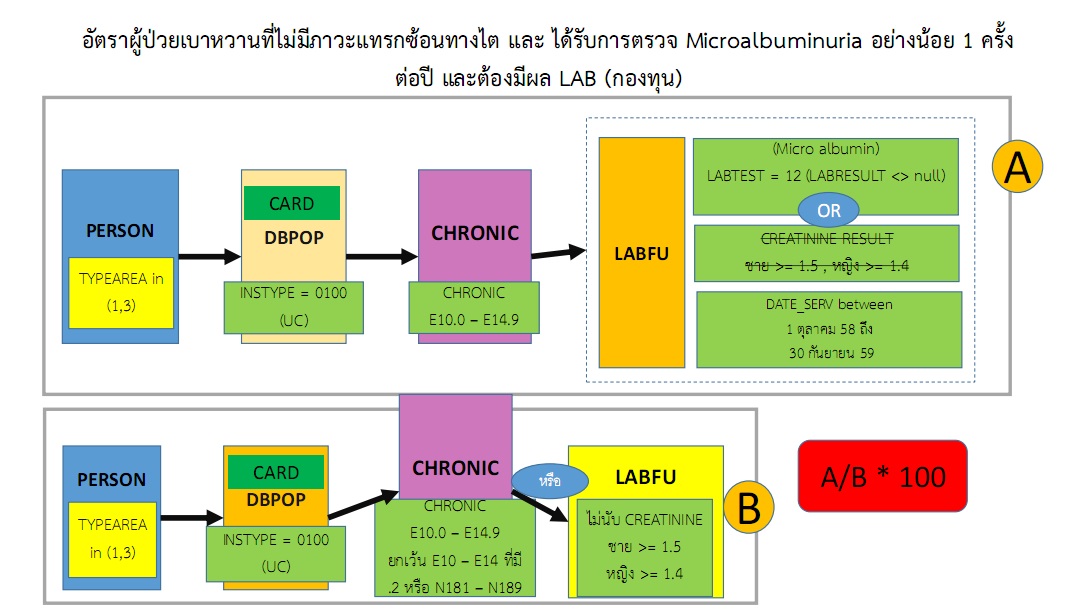 อัตราผู้ป่วยเบาหวานที่ไม่มีภาวะแทรกซ้อนทางไต และ ได้รับการตรวจ Microalbuminuria อย่างน้อย 1 ครั้ง
ต่อปี และต้องมีผล LAB (กองทุน)
PERSON
TYPEAREA in
(1,3)
CARD
DBPOP
INSTYPE = 0100
(UC)
CHRONIC
CHRONIC
E10.0 – E14.9
LABFU
(Micro albumin)
LABTEST = 12 (LABRESULT <> null)
OR
CREATININE RESULT
ชาย >= 1.5 , หญิง >= 1.4
DATE_SERV between
1 ตุลาคม 58 ถึง
30 กันยายน 59
A
PERSON
TYPEAREA
in (1,3)
CARD
DBPOP
INSTYPE = 0100
(UC)
CHRONIC
CHRONIC
E10.0 – E14.9
ยกเว้น E10 – E14 ที่มี
.2 หรือ N181 – N189
หรือ
LABFU
ไม่นับ CREATININE
ชาย >= 1.5
หญิง >= 1.4
B
A/B * 100